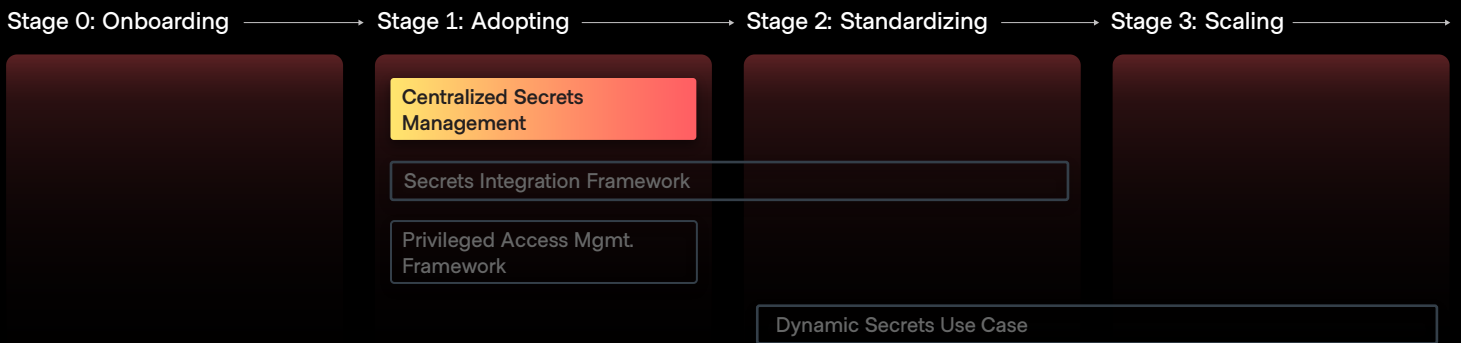 Stage 0: Onboarding
Stage 1: Adopting
Stage 2: Standardizing
Stage 3: Scaling
Centralized Secrets
Management
Secrets Integration Framework
Privileged Access Mgmt.
Framework
Dynamic Secrets Use Case